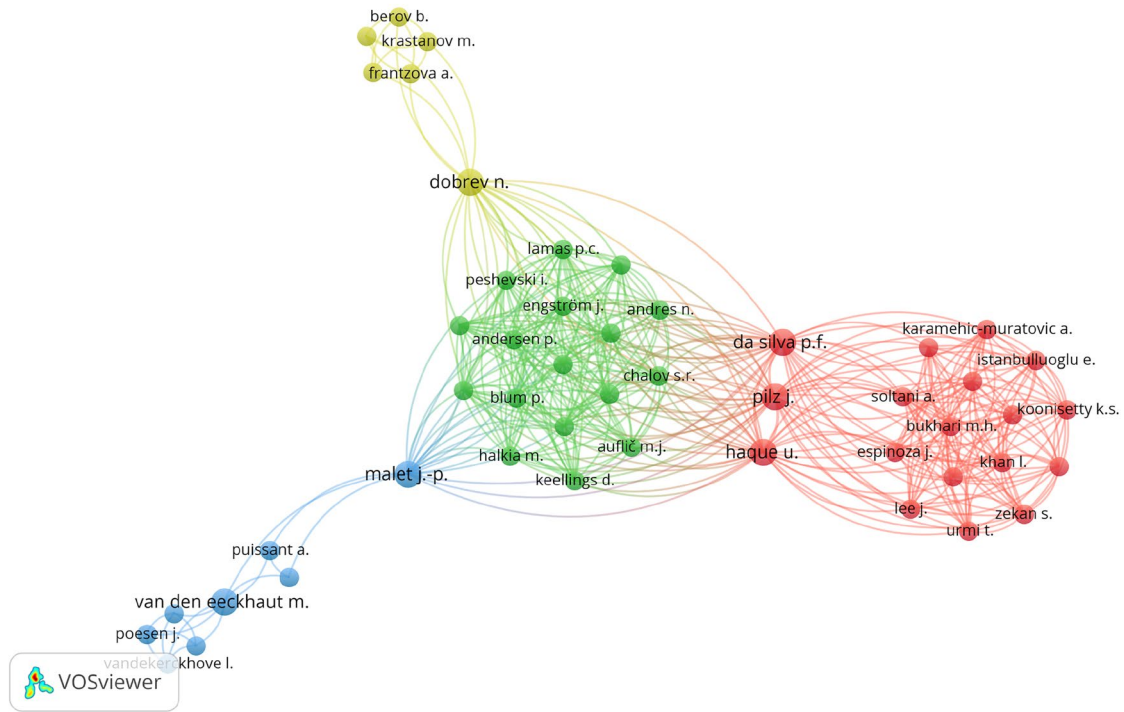 berov b.
krastanov m.
frantzova a.
dobrev n.
lamas p.c.
peshevski i.
engström j.
andres n.
andersen p.
chalov s.r.
blum p.
auflič m.j.
halkia m.
keellings d.
da silva p.f.
pilz j.
haque u.
karamehic-muratovic a.
istanbulluoglu e.
soltani a.
koonisetty k.s.
bukhari m.h.
espinoza j.
khan l.
lee j.
zekan s.
urmi t.
malet j.-p.
puissant a.
van den eeckhaut m.
poesen j.
vandekerckhove l.
VOSviewer